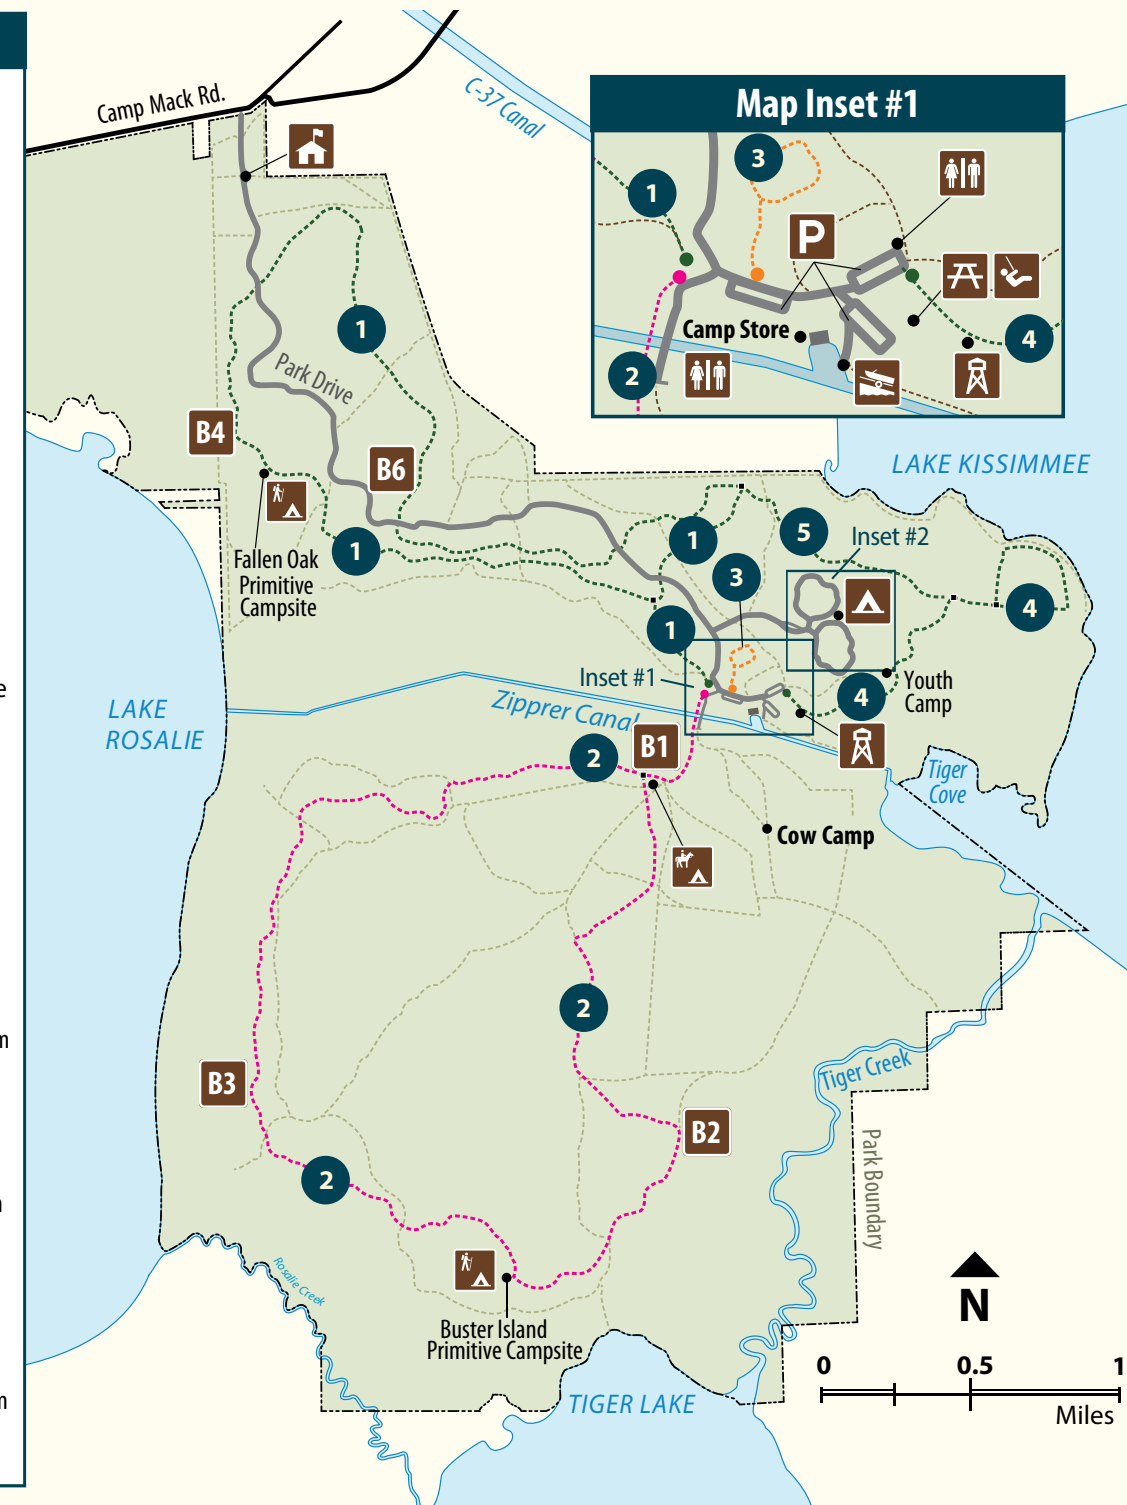 Camp Mack Rd.
C-37 Canal
Map Inset #1
3
1
P
Camp Store
4
2
1
Park Drive
B4
B6
LAKE KISSIMMEE
1
Fallen Oak
Primitive
Campsite
1
5
Inset #2
3
4
1
Inset #1
Youth
Camp
4
e
LAKE
ROSALIE
Zipprer Canal
B1
2
Tiger
Cove
Cow Camp
2
m
B3
Tiger Creek
B2
Park Boundary
2
n
Rosalie Creek
N
Buster Island
Primitive Campsite
0
0.5
1
Miles
TIGER LAKE
m